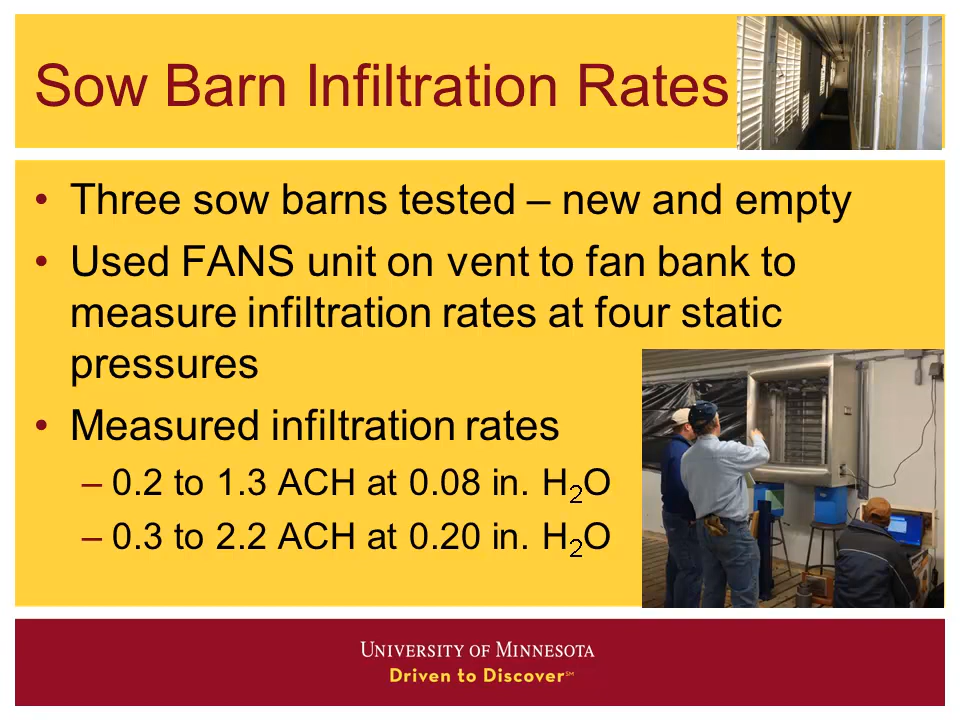 Sow Barn Infiltration Rates
• Three sow barns tested – new and empty
• Used FANS unit on vent to fan bank to
measure infiltration rates at four static
pressures
• Measured infiltration rates
– 0.2 to 1.3 ACH at 0.08 in. H₂O
– 0.3 to 2.2 ACH at 0.20 in. H₂O
UNIVERSITY OF MINNESOTA
Driven to Discover℠